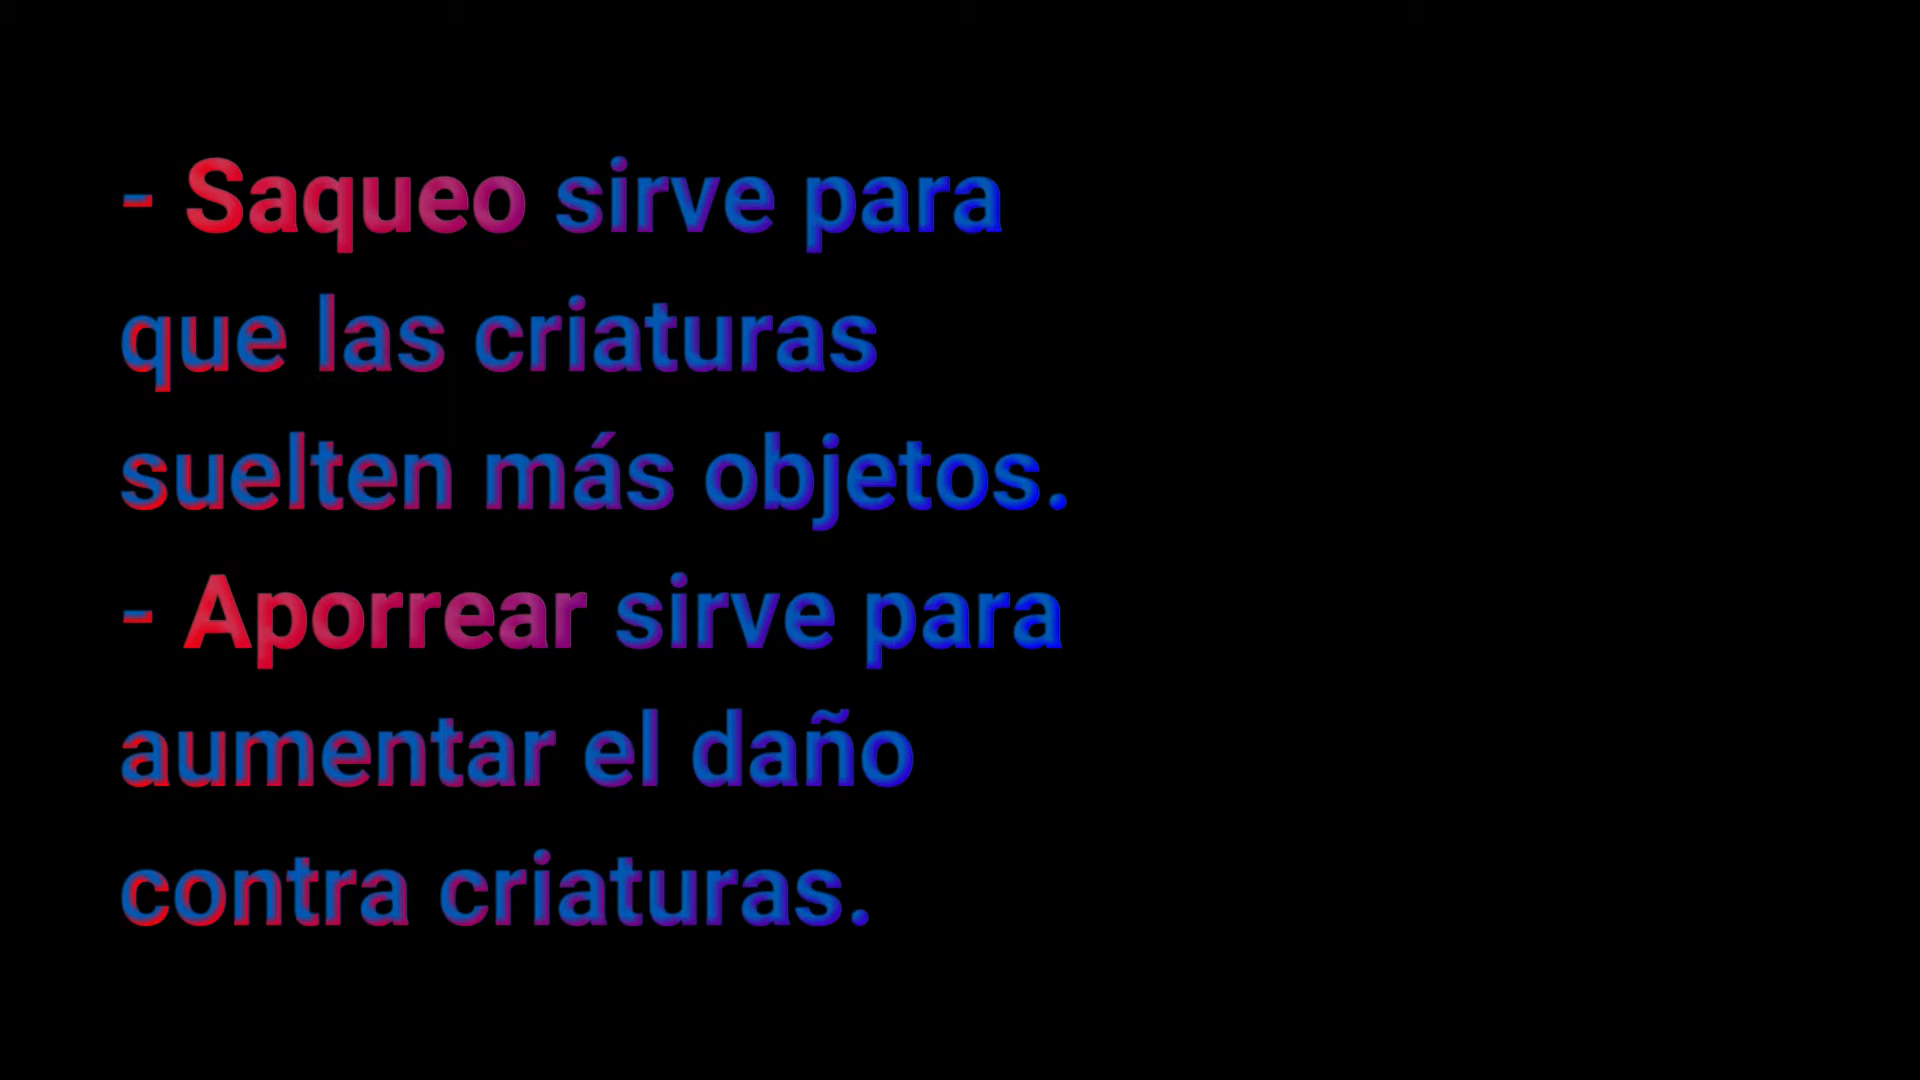 - Saqueo sirve para
que las criaturas
suelten más objetos.
- Aporrear sirve para
aumentar el daño
contra criaturas.